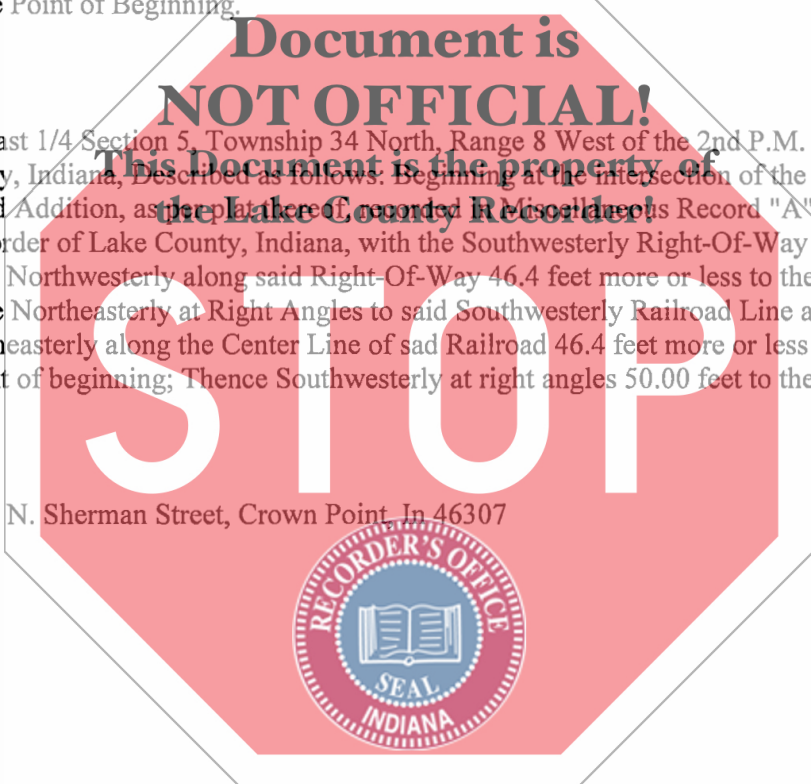 e Point of Beginning.
Document is
NOT OFFICIAL!
ast 1/4 Section 5, Township 34 North, Range 8 West of the 2nd P.M.
This Document is the property of
y, Indiana, Described as follows: Beginning at the intersection of the
the Lake County Recorder!
d Addition, as per plat thereof, recorded in Miscellaneous Record "A"
rder of Lake County, Indiana, with the Southwesterly Right-Of-Way
Northwesterly along said Right-Of-Way 46.4 feet more or less to the
e Northeasterly at Right Angles to said Southwesterly Railroad Line a
heasterly along the Center Line of sad Railroad 46.4 feet more or less
t of beginning; Thence Southwesterly at right angles 50.00 feet to the
STOP
N. Sherman Street, Crown Point, In 46307
RECORDER'S OFFICE
SEAL
INDIANA